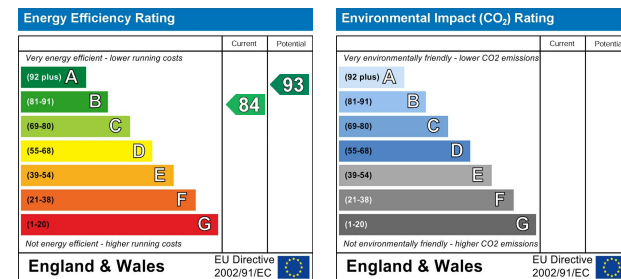 Energy Efficiency Rating
Current Potential
Very energy efficient - lower running costs
(92 plus) A
(81-91) B
(69-80) C
(55-68) D
(39-54) E
(21-38) F
(1-20) G
84
93
Not energy efficient - higher running costs
England & Wales
EU Directive
2002/91/EC
Environmental Impact (CO₂) Rating
Current Potential
Very environmentally friendly - lower CO2 emissions
(92 plus) A
(81-91) B
(69-80) C
(55-68) D
(39-54) E
(21-38) F
(1-20) G
Not environmentally friendly - higher CO2 emissions
England & Wales
EU Directive
2002/91/EC